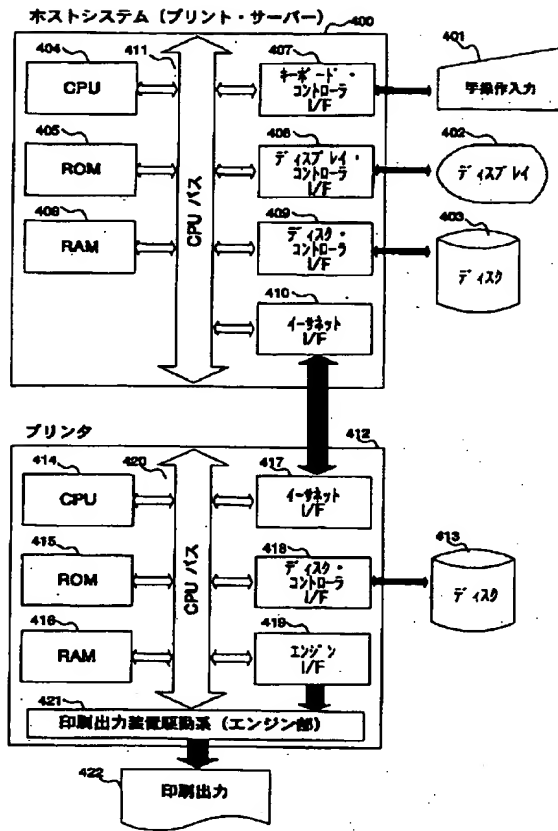 ホストシステム（プリント・サーバー）
400
404
CPU
411
407
キーボード・
コントローラ
I/F
401
手操作入力
405
ROM
408
ディスプレイ・
コントローラ
I/F
402
ディスプレイ
406
RAM
CPU バス
409
ディスク・
コントローラ
I/F
403
ディスク
410
イーサネット
I/F
プリンタ
412
414
CPU
420
417
イーサネット
I/F
415
ROM
418
ディスク・
コントローラ
I/F
413
ディスク
416
RAM
CPU バス
419
エンジン
I/F
421
印刷出力装置駆動系（エンジン部）
422
印刷出力